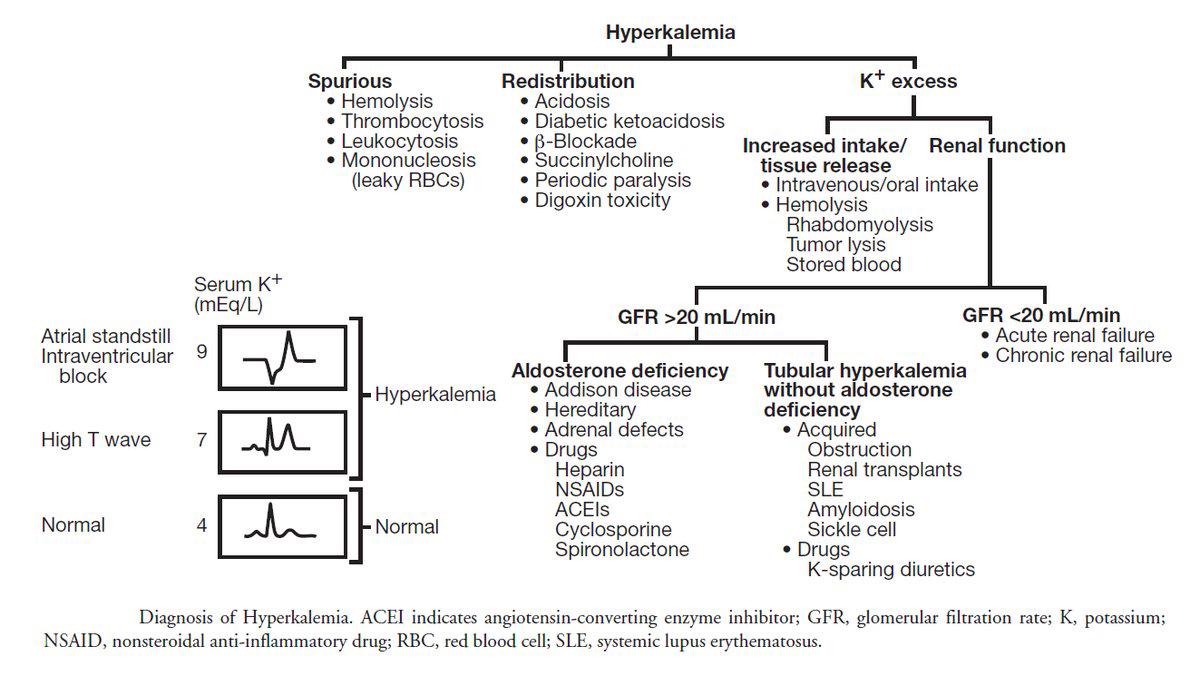 Hyperkalemia
Spurious
• Hemolysis
• Thrombocytosis
• Leukocytosis
• Mononucleosis
(leaky RBCs)
Redistribution
• Acidosis
• Diabetic ketoacidosis
• β-Blockade
• Succinylcholine
• Periodic paralysis
• Digoxin toxicity
K+ excess
Increased intake/
tissue release
• Intravenous/oral intake
• Hemolysis
Rhabdomyolysis
Tumor lysis
Stored blood
Renal function
GFR >20 mL/min
Aldosterone deficiency
• Addison disease
• Hereditary
• Adrenal defects
• Drugs
Heparin
NSAIDs
ACEIs
Cyclosporine
Spironolactone
Tubular hyperkalemia
without aldosterone
deficiency
• Acquired
Obstruction
Renal transplants
SLE
Amyloidosis
Sickle cell
• Drugs
K-sparing diuretics
GFR <20 mL/min
• Acute renal failure
• Chronic renal failure
Serum K+
(mEq/L)
Atrial standstill
Intraventricular
block
9
High T wave
7
Hyperkalemia
Normal
4
Normal
Diagnosis of Hyperkalemia. ACEI indicates angiotensin-converting enzyme inhibitor; GFR, glomerular filtration rate; K, potassium;
NSAID, nonsteroidal anti-inflammatory drug; RBC, red blood cell; SLE, systemic lupus erythematosus.